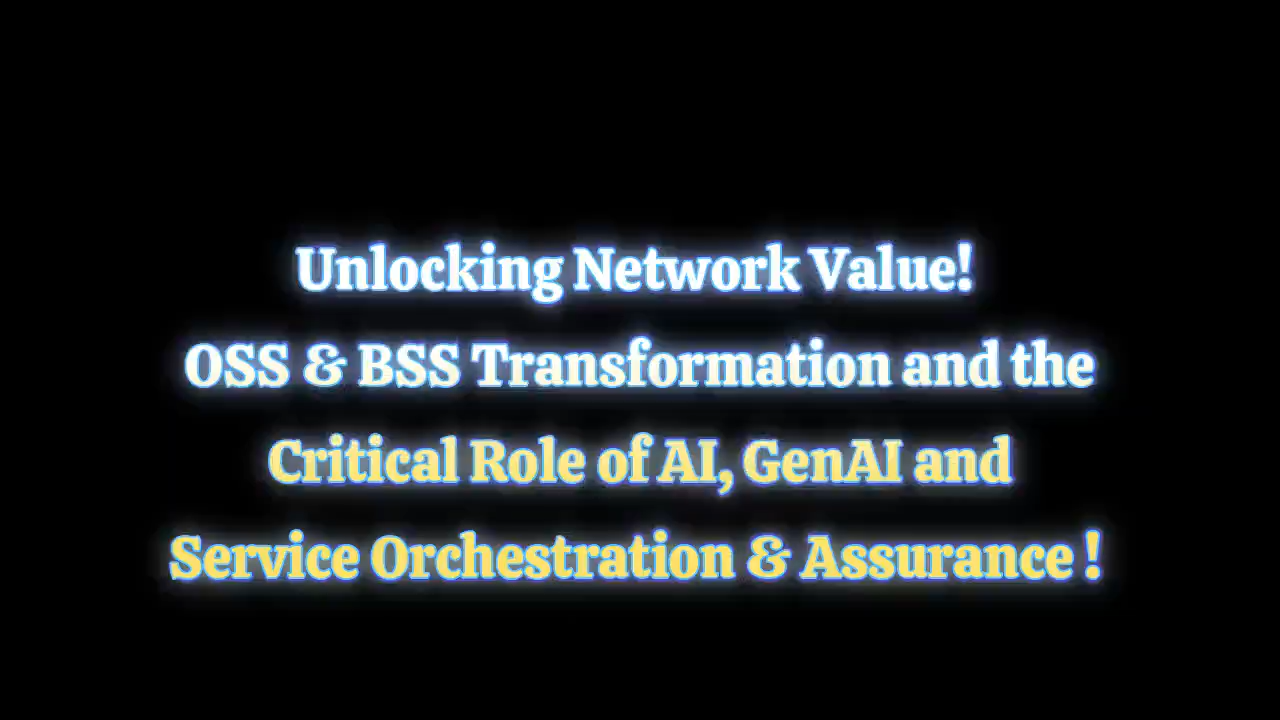 Unlocking Network Value!
OSS & BSS Transformation and the
Critical Role of AI, GenAI and
Service Orchestration & Assurance !